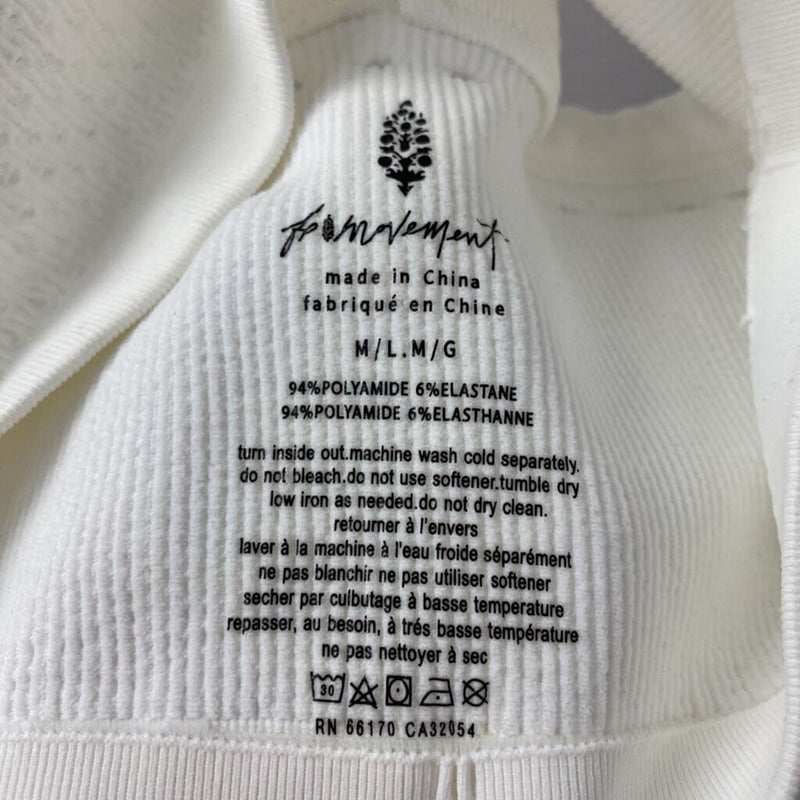 fp movement
made in China
fabriqué en Chine
M/L.M/G
94%POLYAMIDE 6%ELASTANE
94%POLYAMIDE 6%ELASTHANNE
turn inside out.machine wash cold separately.
do not bleach.do not use softener.tumble dry
low iron as needed.do not dry clean.
retourner à l'envers
laver à la machine à l'eau froide séparément
ne pas blanchir ne pas utiliser softener
secher par culbutage à basse temperature
repasser, au besoin, à trés basse température
ne pas nettoyer à sec
30
RN 66170 CA32054